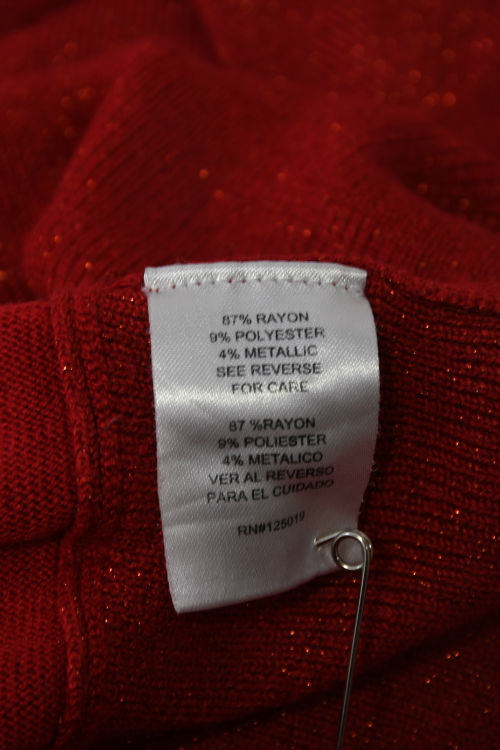 87% RAYON
9% POLYESTER
4% METALLIC
SEE REVERSE
FOR CARE
87 %RAYON
9% POLIESTER
4% METALICO
VER AL REVERSO
PARA EL CUIDADO
RN#125019